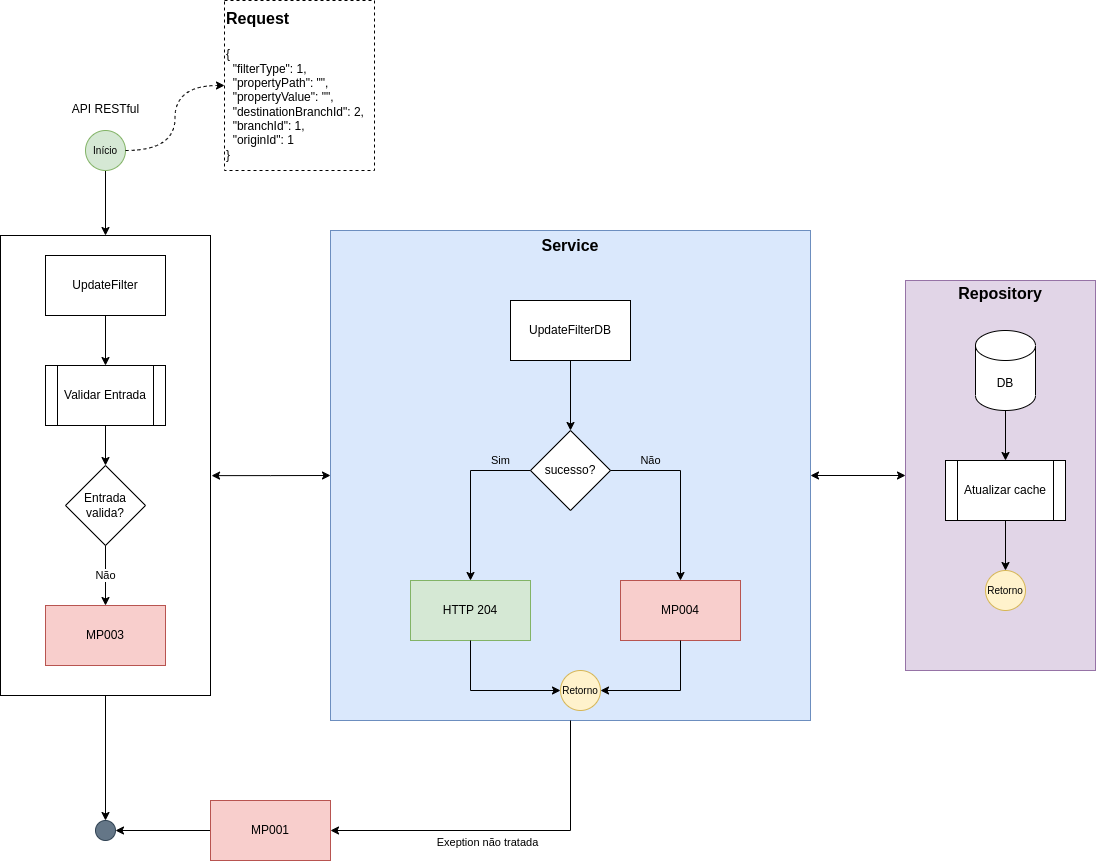 Request
{
"filterType": 1,
"propertyPath": "",
"propertyValue": "",
"destinationBranchId": 2,
"branchId": 1,
"originId": 1
}
API RESTful
Início
UpdateFilter
Validar Entrada
Entrada
valida?
Não
MP003
Service
UpdateFilterDB
sucesso?
Sim
Não
HTTP 204
MP004
Retorno
Repository
DB
Atualizar cache
Retorno
MP001
Exeption não tratada